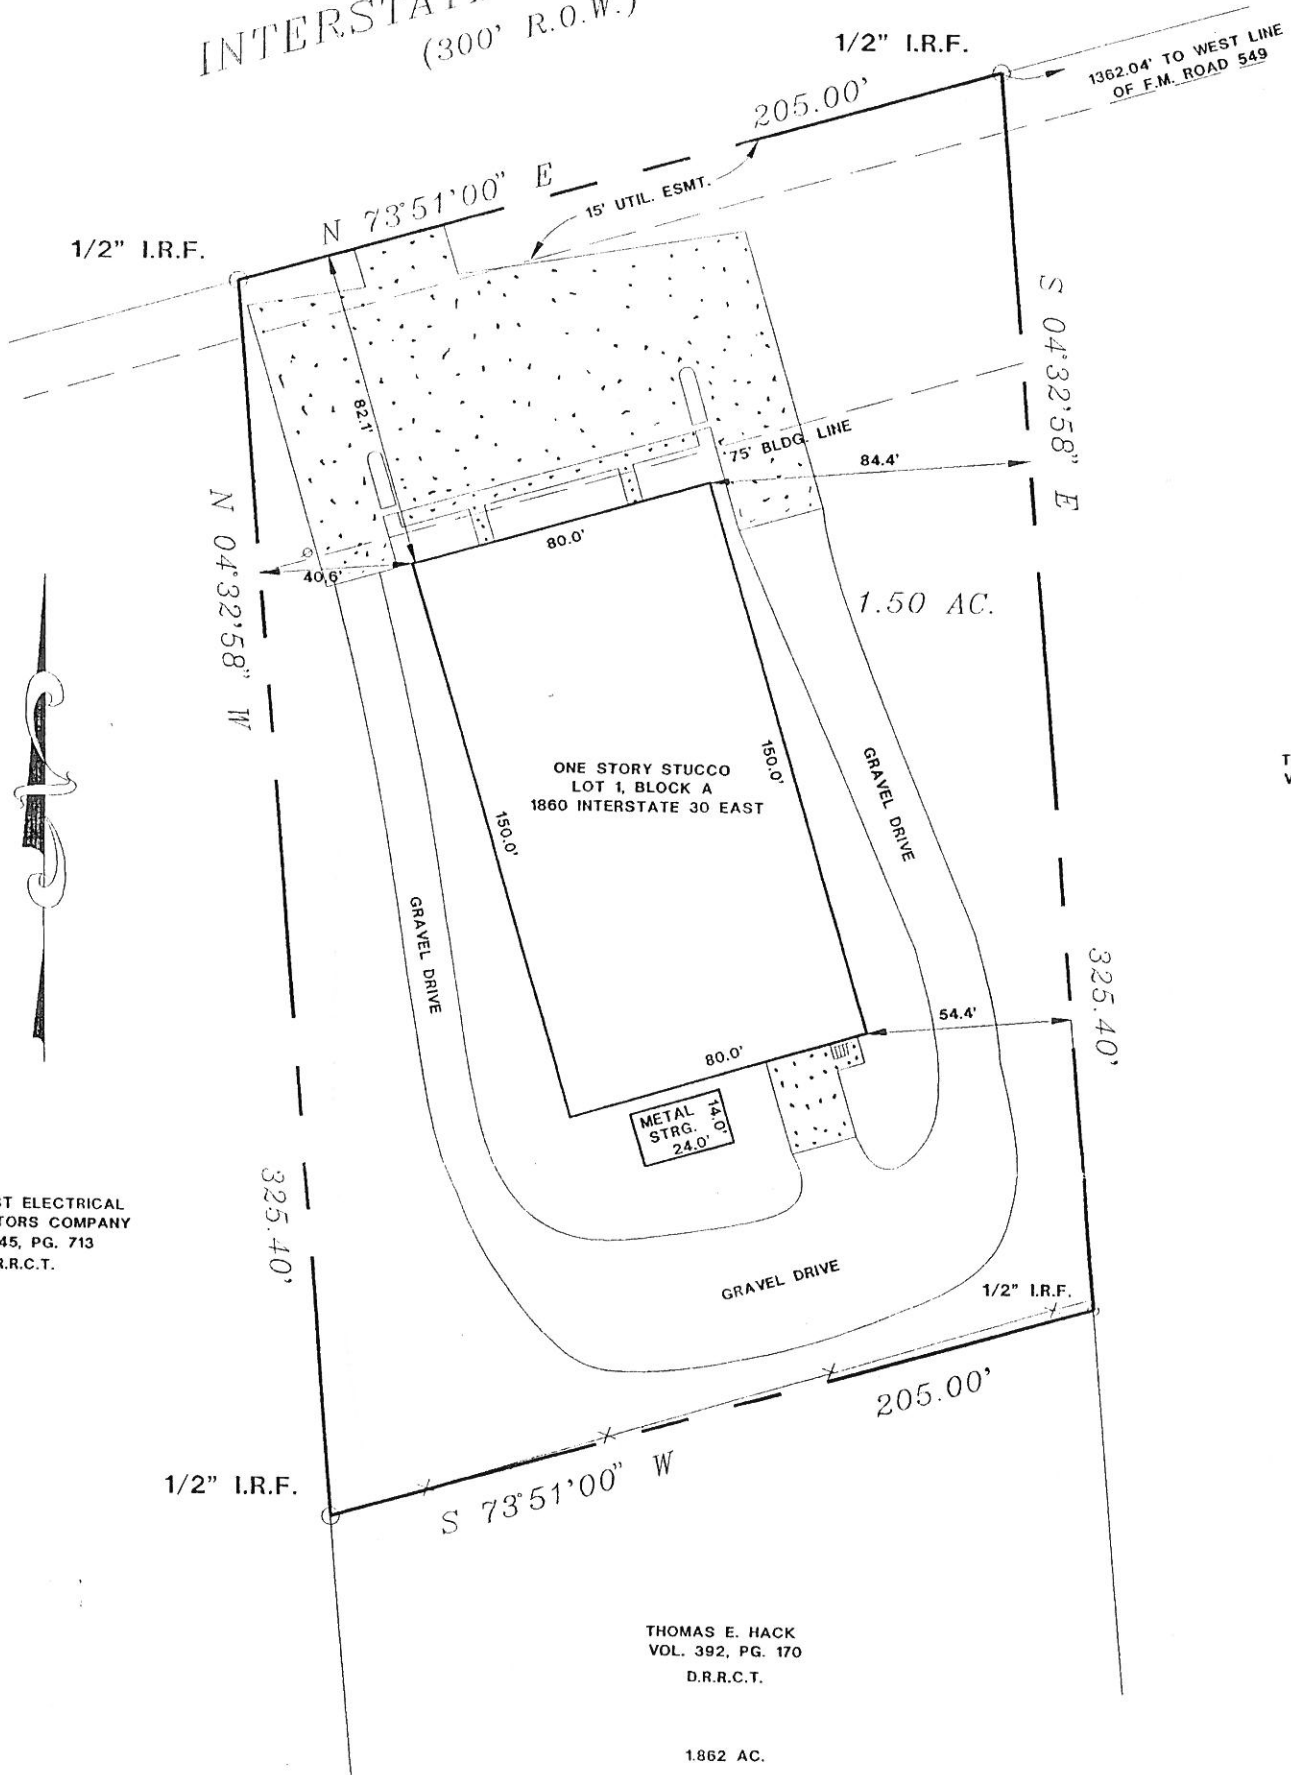 (300' R.O.W.)
1/2" I.R.F.
1362.04' TO WEST LINE
OF F.M. ROAD 549
205.00'
N 73°51'00" E
15' UTIL. ESMT.
1/2" I.R.F.
S 04°32'58" E
82.1'
75' BLDG. LINE
84.4'
N 04°32'58" W
80.0'
40.6'
1.50 AC.
ONE STORY STUCCO
LOT 1, BLOCK A
1860 INTERSTATE 30 EAST
150.0'
150.0'
GRAVEL DRIVE
GRAVEL DRIVE
325.40'
54.4'
80.0'
METAL
STRG.
14.0'
24.0'
325.40'
ELECTRICAL
COMPANY
45, PG. 713
R.R.C.T.
GRAVEL DRIVE
1/2" I.R.F.
205.00'
1/2" I.R.F.
S 73°51'00" W
THOMAS E. HACK
VOL. 392, PG. 170
D.R.R.C.T.
1.862 AC.